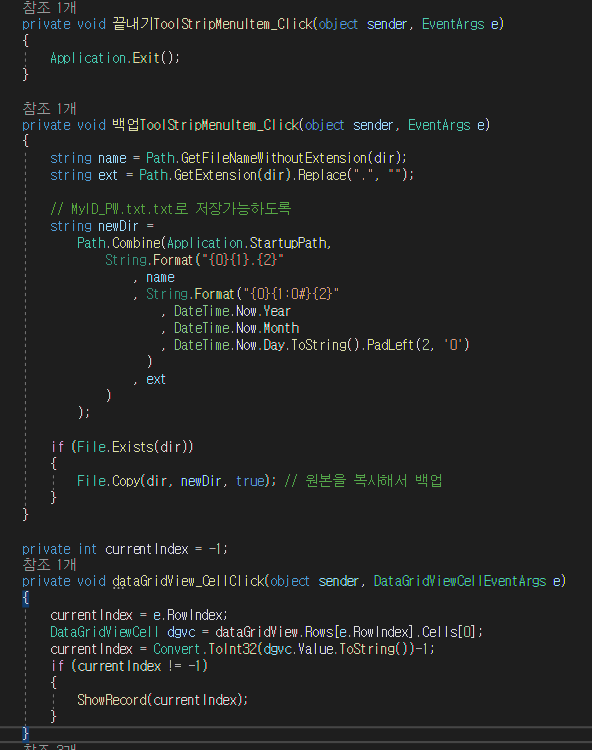 참조 1개
private void 끝내기ToolStripMenuItem_Click(object sender, EventArgs e)
{
Application.Exit();
}
참조 1개
private void 백업ToolStripMenuItem_Click(object sender, EventArgs e)
{
string name = Path.GetFileNameWithoutExtension(dir);
string ext = Path.GetExtension(dir).Replace(".", "");
// MyID_PW.txt.txt로 저장가능하도록
string newDir =
Path.Combine(Application.StartupPath,
String.Format("{0}{1}.{2}"
, name
, String.Format("{0}{1:0#}{2}"
, DateTime.Now.Year
, DateTime.Now.Month
, DateTime.Now.Day.ToString().PadLeft(2, '0')
)
, ext
)
);
if (File.Exists(dir))
{
File.Copy(dir, newDir, true); // 원본을 복사해서 백업
}
}
private int currentIndex = -1;
참조 1개
private void dataGridView_CellClick(object sender, DataGridViewCellEventArgs e)
{
currentIndex = e.RowIndex;
DataGridViewCell dgvc = dataGridView.Rows[e.RowIndex].Cells[0];
currentIndex = Convert.ToInt32(dgvc.Value.ToString())-1;
if (currentIndex != -1)
{
ShowRecord(currentIndex);
}
}
참조 3개